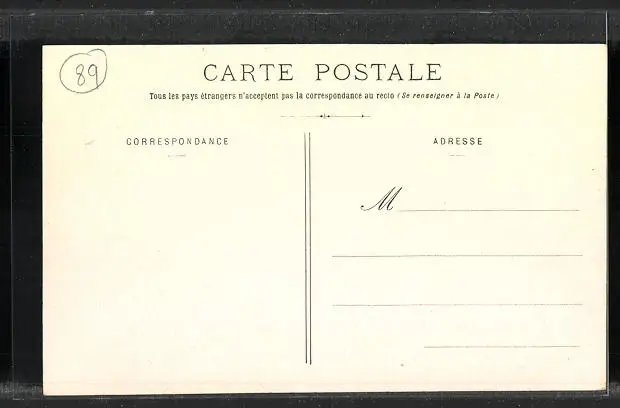 89
CARTE POSTALE
Tous les pays étrangers n'acceptent pas la correspondance au recto (Se renseigner à la Poste)
CORRESPONDANCE
ADRESSE
M